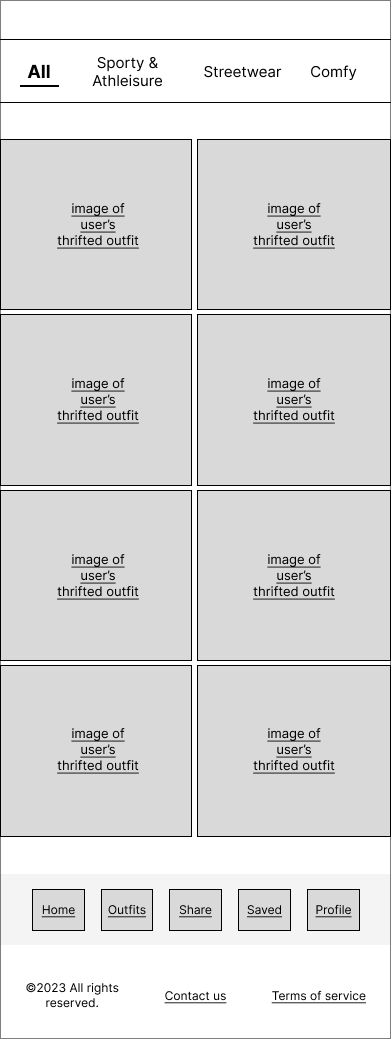 All
Sporty &
Athleisure
Streetwear
Comfy
image of
user's
thrifted outfit
image of
user's
thrifted outfit
image of
user's
thrifted outfit
image of
user's
thrifted outfit
image of
user's
thrifted outfit
image of
user's
thrifted outfit
image of
user's
thrifted outfit
image of
user's
thrifted outfit
Home
Outfits
Share
Saved
Profile
©2023 All rights
reserved.
Contact us
Terms of service